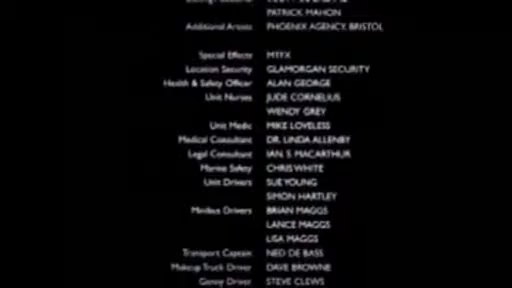 PATRICK MAHON
Additional Artistes PHOENIX AGENCY, BRISTOL
Special Effects MTFX
Location Security GLAMORGAN SECURITY
Health & Safety Officer ALAN GEORGE
Unit Nurses JUDE CORNELIUS
WENDY GREY
Unit Medic MIKE LOVELESS
Medical Consultant DR. LINDA ALLENBY
Legal Consultant IAN. S. MACARTHUR
Marine Safety CHRIS WHITE
Unit Drivers SUE YOUNG
SIMON HARTLEY
Minibus Drivers BRIAN MAGGS
LANCE MAGGS
LISA MAGGS
Transport Captain NED DE BASS
Makeup Truck Driver DAVE BROWNE
Genny Driver STEVE CLEWS